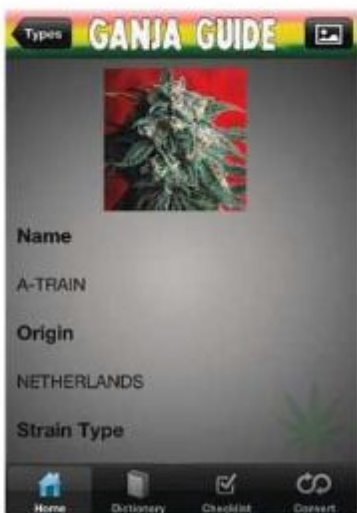 Types
GANJA GUIDE
Name
A-TRAIN
Origin
NETHERLANDS
Strain Type
Home
Dictionary
Checklist
Convert